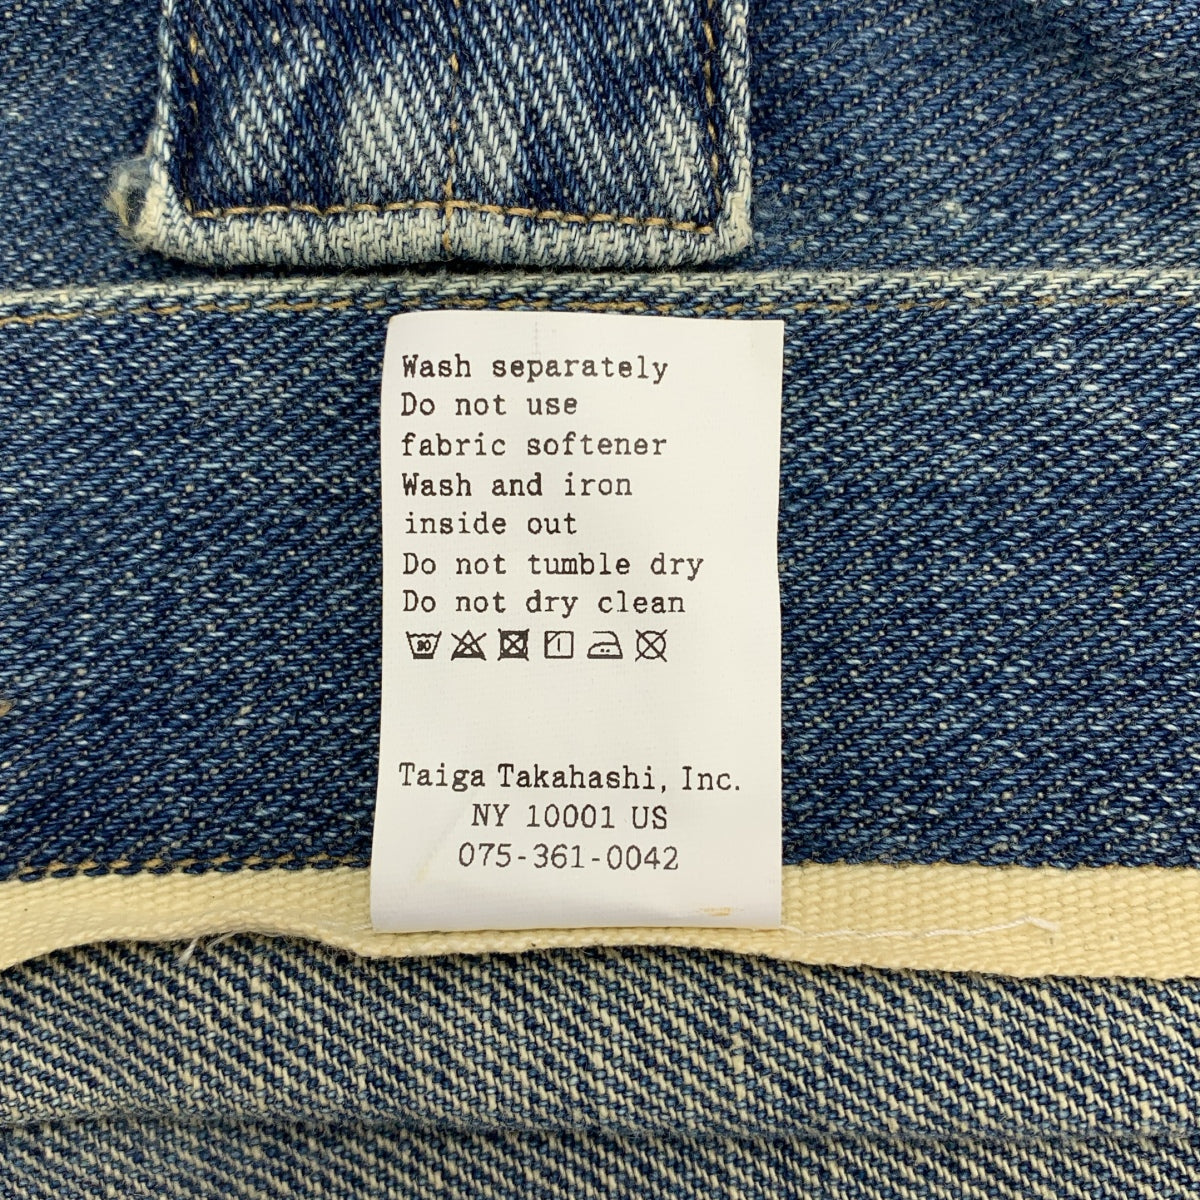 Wash separately
Do not use
fabric softener
Wash and iron
inside out
Do not tumble dry
Do not dry clean
Taiga Takahashi, Inc.
NY 10001 US
075-361-0042